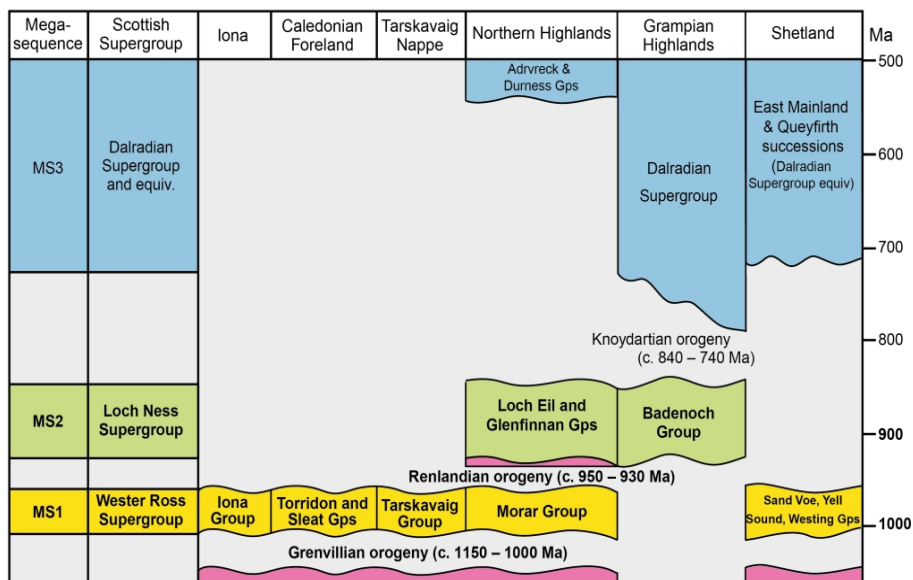 Mega-
sequence
Scottish
Supergroup
Iona
Caledonian
Foreland
Tarskavaig
Nappe
Northern Highlands
Grampian
Highlands
Shetland
Ma
MS3
Dalradian
Supergroup
and equiv.
Adrvreck &
Durness Gps
Dalradian
Supergroup
East Mainland
& Queyfirth
successions
(Dalradian
Supergroup equiv)
500
600
700
800
900
1000
Knoydartian orogeny
(c. 840 – 740 Ma)
MS2
Loch Ness
Supergroup
Loch Eil and
Glenfinnan Gps
Badenoch
Group
Renlandian orogeny (c. 950 – 930 Ma)
MS1
Wester Ross
Supergroup
Iona
Group
Torridon and
Sleat Gps
Tarskavaig
Group
Morar Group
Sand Voe, Yell
Sound, Westing Gps
Grenvillian orogeny (c. 1150 – 1000 Ma)